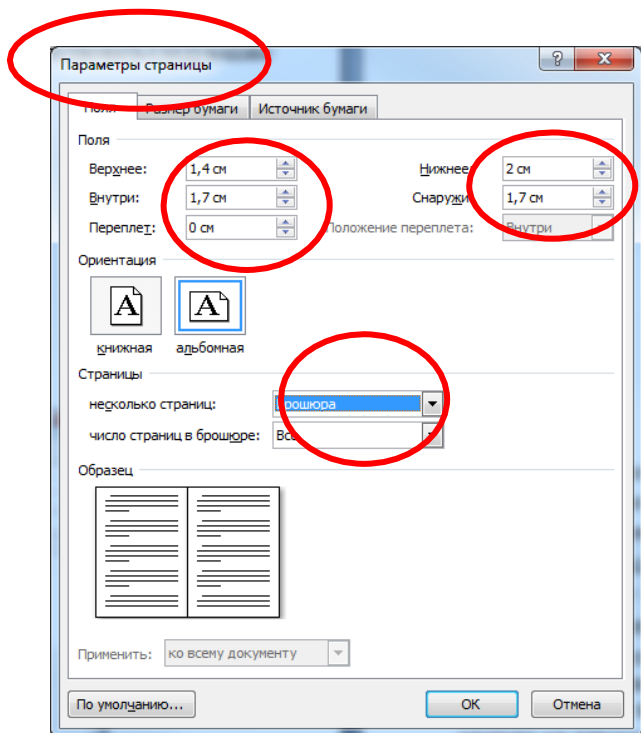 Параметры страницы
Поля Размер бумаги Источник бумаги
Поля
Верхнее: 1,4 см Нижнее: 2 см
Внутри: 1,7 см Снаружи: 1,7 см
Переплет: 0 см Положение переплета: Внутри
Ориентация
A A
книжная альбомная
Страницы
несколько страниц: Брошюра
число страниц в брошюре: Все
Образец
Применить: ко всему документу
По умолчанию... ОК Отмена